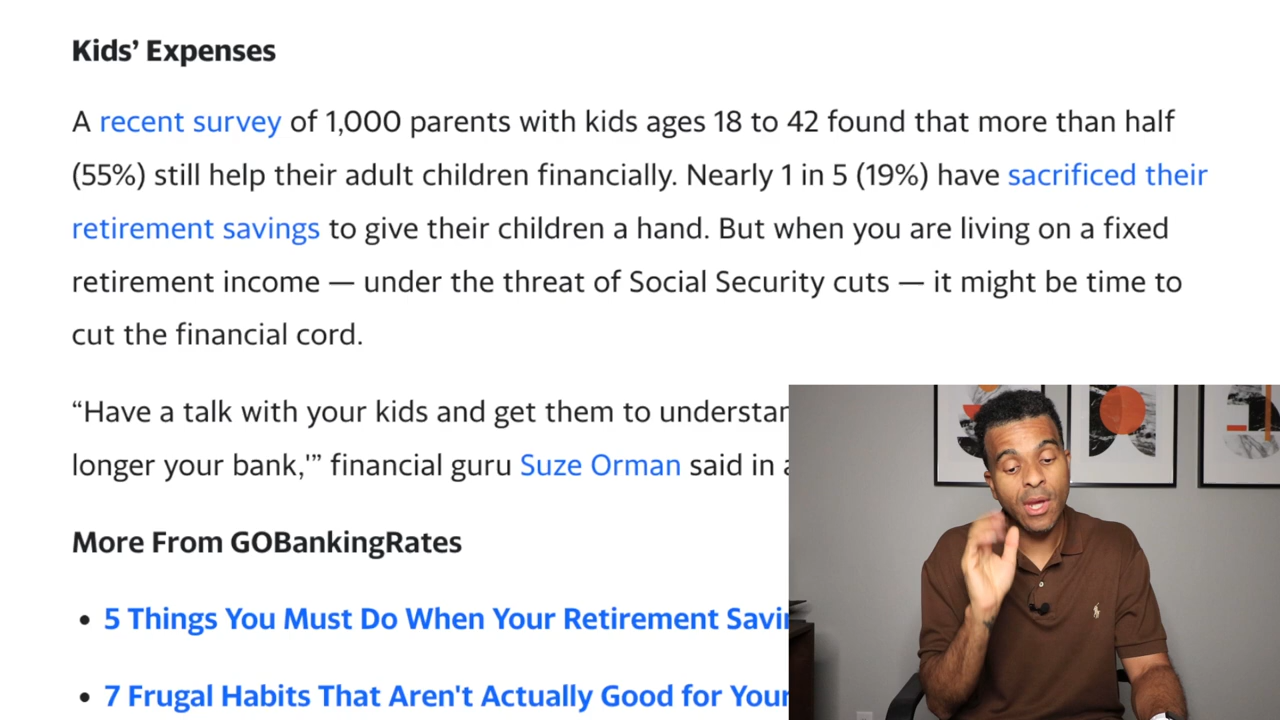 Kids’ Expenses
A recent survey of 1,000 parents with kids ages 18 to 42 found that more than half
(55%) still help their adult children financially. Nearly 1 in 5 (19%) have sacrificed their
retirement savings to give their children a hand. But when you are living on a fixed
retirement income — under the threat of Social Security cuts — it might be time to
cut the financial cord.
“Have a talk with your kids and get them to
longer your bank,'” financial guru Suze Orman said in
More From GOBankingRates
• 5 Things You Must Do When Your Retirement
• 7 Frugal Habits That Aren't Actually Good for